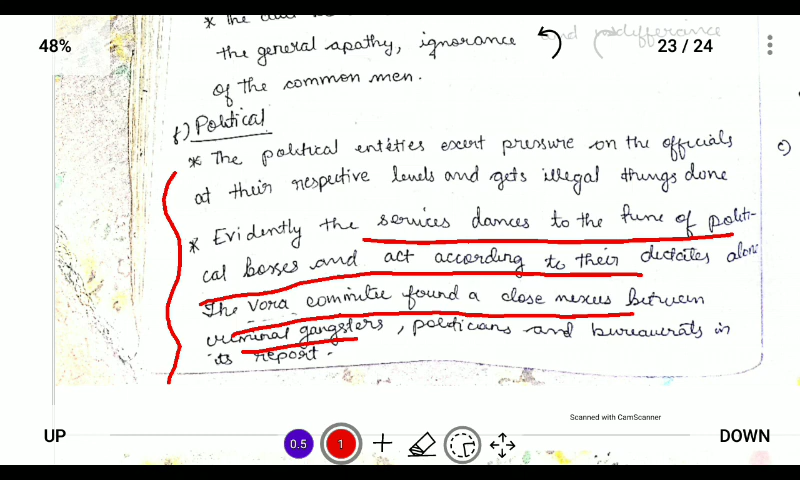 48%
23 / 24
* The
the general apathy, ignorance and indifferance
of the common men.
f) Political
* The political entities exert pressure on the officials
at their respective levels and gets illegal things done
* Evidently the services dances to the tune of politi-
cal bosses and act according to their dictates alone
The Vora committee found a close nexus between
criminal gangsters, politicians and bureaucrats in
its report.
Scanned with CamScanner
UP
0.5
1
DOWN